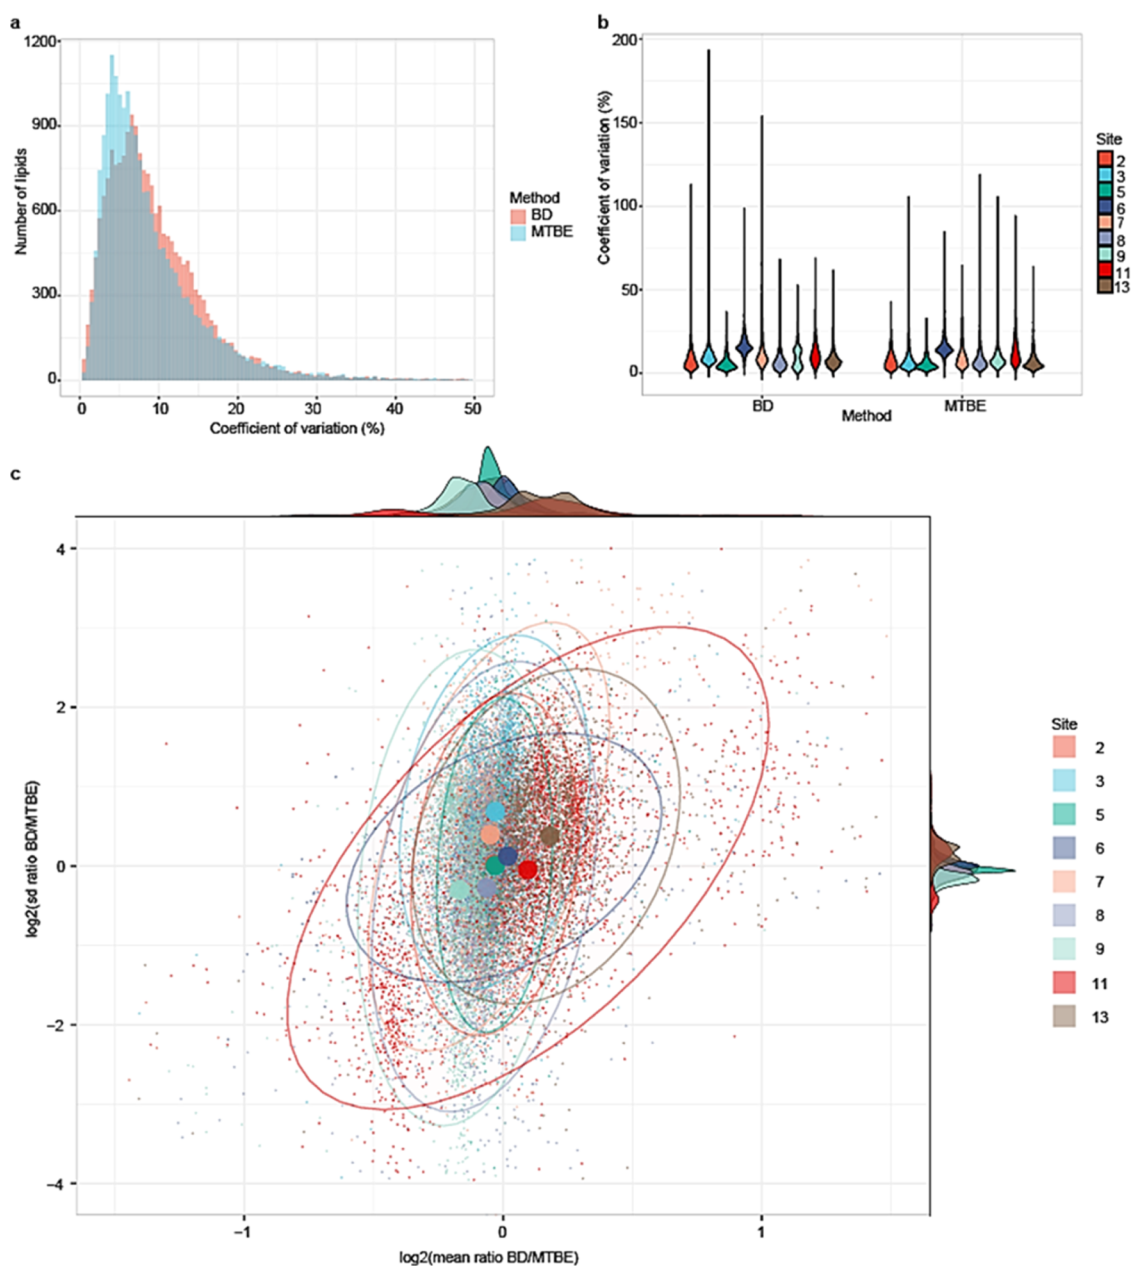 a
1200
900
600
300
0
Number of lipids
0 10 20 30 40 50
Coefficient of variation (%)
Method
BD
MTBE
b
200
150
100
50
0
Coefficient of variation (%)
BD MTBE
Method
Site
2
3
5
6
7
8
9
11
13
c
4
2
0
−2
−4
log2(sd ratio BD/MTBE)
−1 0 1
log2(mean ratio BD/MTBE)
Site
2
3
5
6
7
8
9
11
13